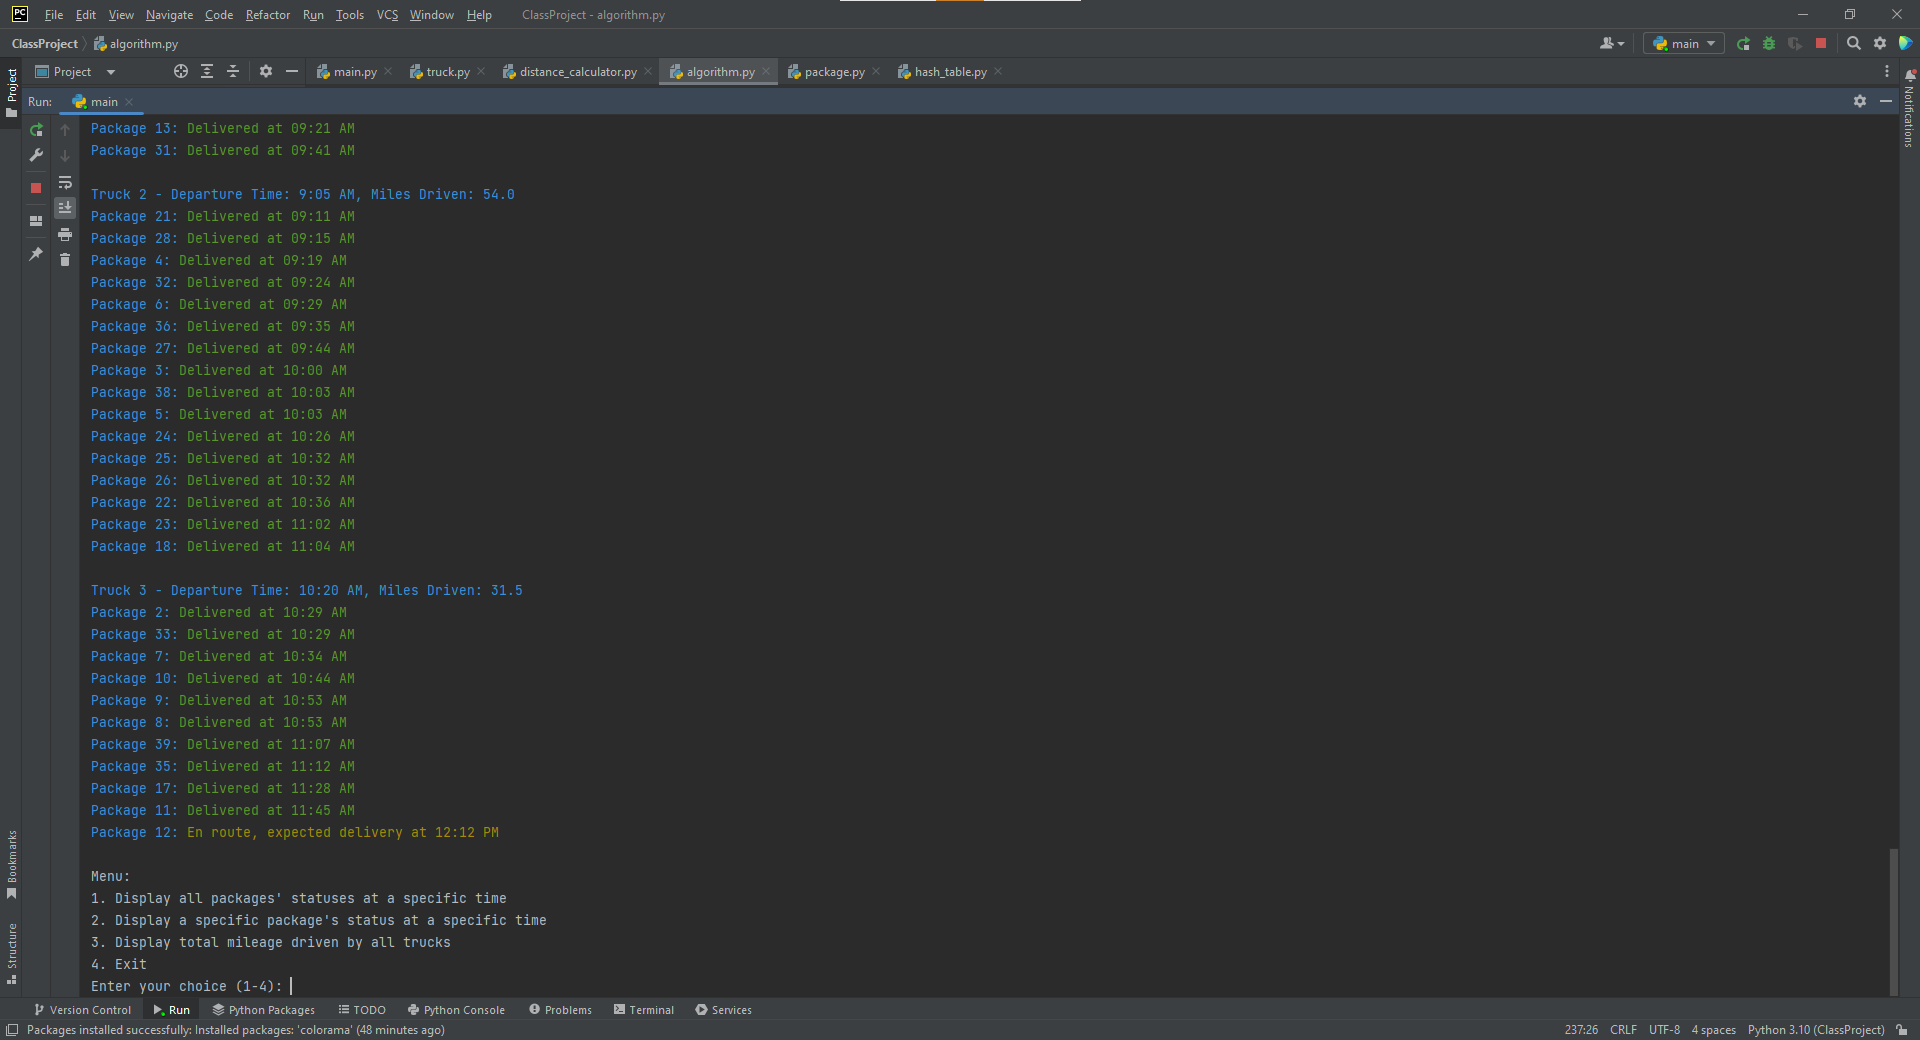 PC File Edit View Navigate Code Refactor Run Tools VCS Window Help ClassProject - algorithm.py
ClassProject algorithm.py main
Project main.py truck.py distance_calculator.py algorithm.py package.py hash_table.py
Project
Notifications
Run: main
Package 13: Delivered at 09:21 AM
Package 31: Delivered at 09:41 AM
Truck 2 - Departure Time: 9:05 AM, Miles Driven: 54.0
Package 21: Delivered at 09:11 AM
Package 28: Delivered at 09:15 AM
Package 4: Delivered at 09:19 AM
Package 32: Delivered at 09:24 AM
Package 6: Delivered at 09:29 AM
Package 36: Delivered at 09:35 AM
Package 27: Delivered at 09:44 AM
Package 3: Delivered at 10:00 AM
Package 38: Delivered at 10:03 AM
Package 5: Delivered at 10:03 AM
Package 24: Delivered at 10:26 AM
Package 25: Delivered at 10:32 AM
Package 26: Delivered at 10:32 AM
Package 22: Delivered at 10:36 AM
Package 23: Delivered at 11:02 AM
Package 18: Delivered at 11:04 AM
Truck 3 - Departure Time: 10:20 AM, Miles Driven: 31.5
Package 2: Delivered at 10:29 AM
Package 33: Delivered at 10:29 AM
Package 7: Delivered at 10:34 AM
Package 10: Delivered at 10:44 AM
Package 9: Delivered at 10:53 AM
Package 8: Delivered at 10:53 AM
Package 39: Delivered at 11:07 AM
Package 35: Delivered at 11:12 AM
Package 17: Delivered at 11:28 AM
Package 11: Delivered at 11:45 AM
Package 12: En route, expected delivery at 12:12 PM
Menu:
1. Display all packages' statuses at a specific time
2. Display a specific package's status at a specific time
3. Display total mileage driven by all trucks
4. Exit
Enter your choice (1-4):
Bookmarks
Structure
Version Control Run Python Packages TODO Python Console Problems Terminal Services
Packages installed successfully: Installed packages: 'colorama' (48 minutes ago) 237:26 CRLF UTF-8 4 spaces Python 3.10 (ClassProject)